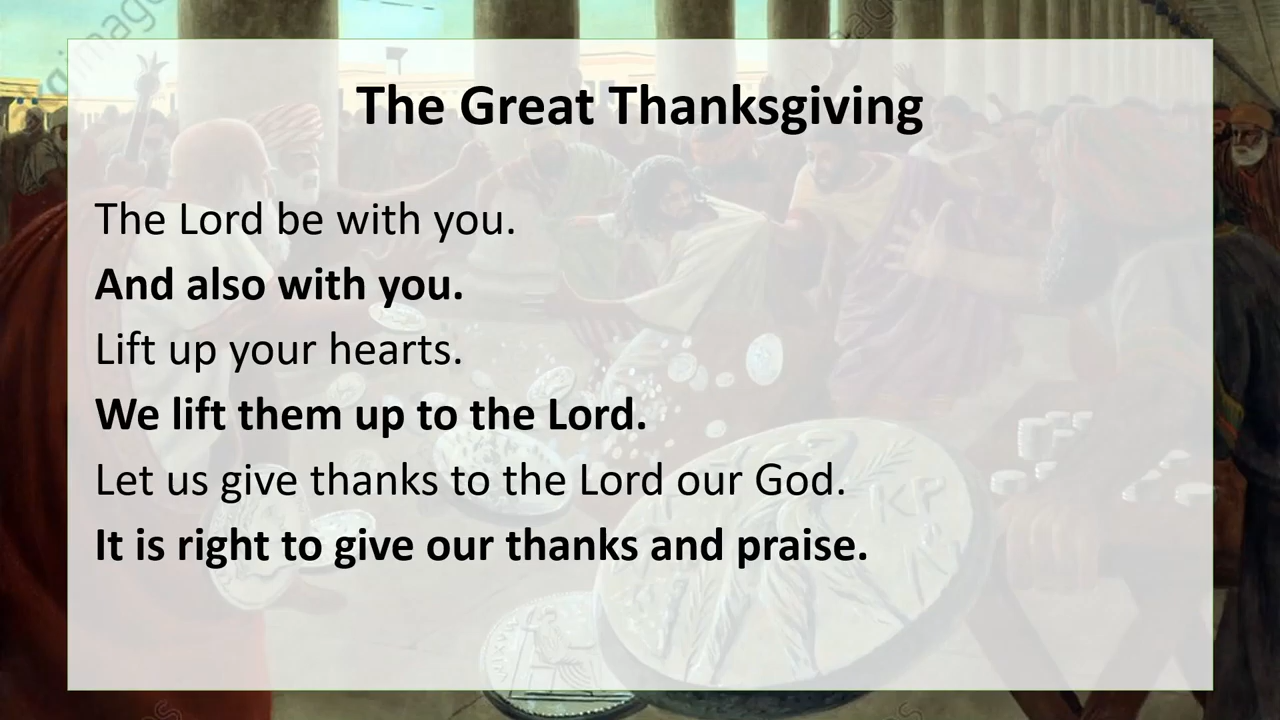 The Great Thanksgiving
The Lord be with you.
And also with you.
Lift up your hearts.
We lift them up to the Lord.
Let us give thanks to the Lord our God.
It is right to give our thanks and praise.
KP